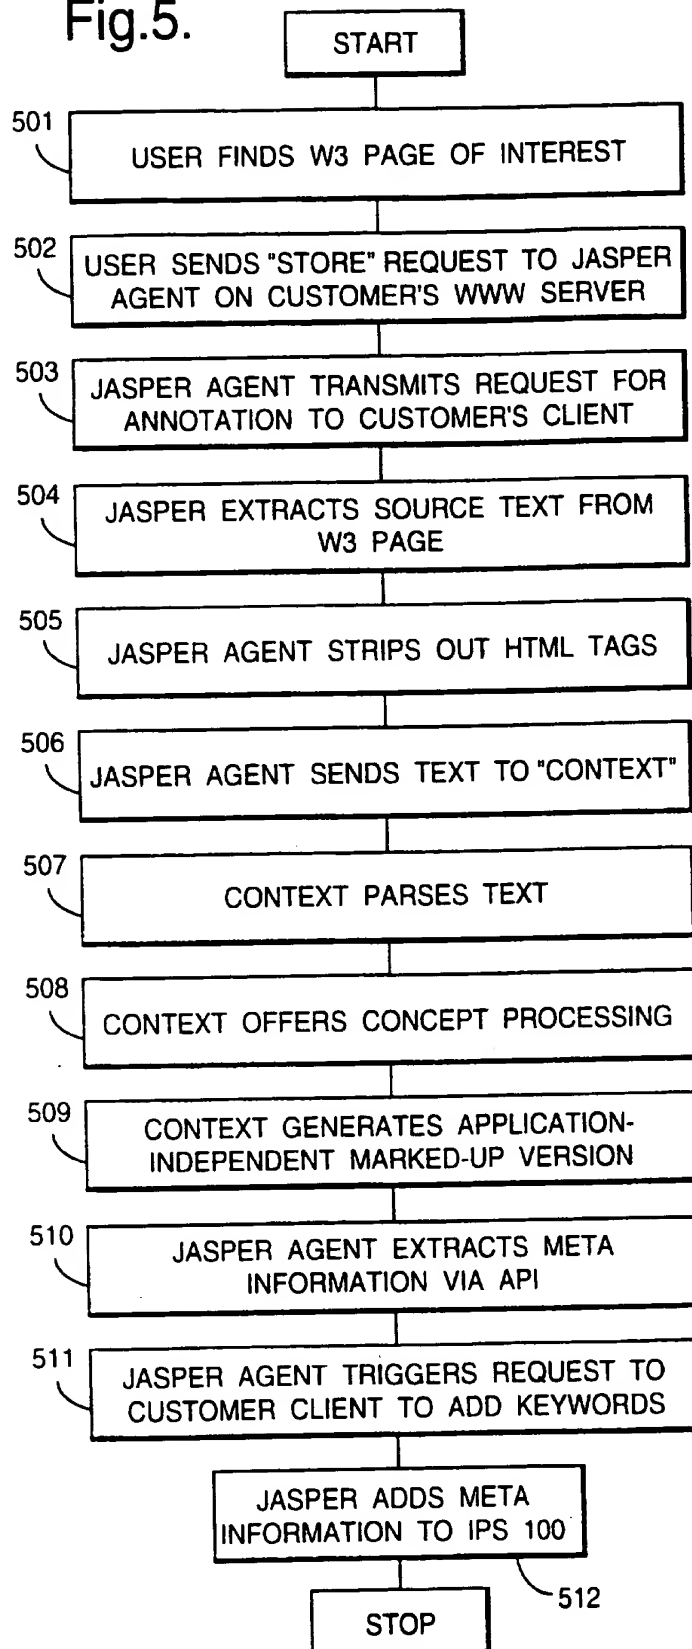 Fig.5.
START
501
USER FINDS W3 PAGE OF INTEREST
502
USER SENDS "STORE" REQUEST TO JASPER
AGENT ON CUSTOMER'S WWW SERVER
503
JASPER AGENT TRANSMITS REQUEST FOR
ANNOTATION TO CUSTOMER'S CLIENT
504
JASPER EXTRACTS SOURCE TEXT FROM
W3 PAGE
505
JASPER AGENT STRIPS OUT HTML TAGS
506
JASPER AGENT SENDS TEXT TO "CONTEXT"
507
CONTEXT PARSES TEXT
508
CONTEXT OFFERS CONCEPT PROCESSING
509
CONTEXT GENERATES APPLICATION-
INDEPENDENT MARKED-UP VERSION
510
JASPER AGENT EXTRACTS META
INFORMATION VIA API
511
JASPER AGENT TRIGGERS REQUEST TO
CUSTOMER CLIENT TO ADD KEYWORDS
JASPER ADDS META
INFORMATION TO IPS 100
512
STOP